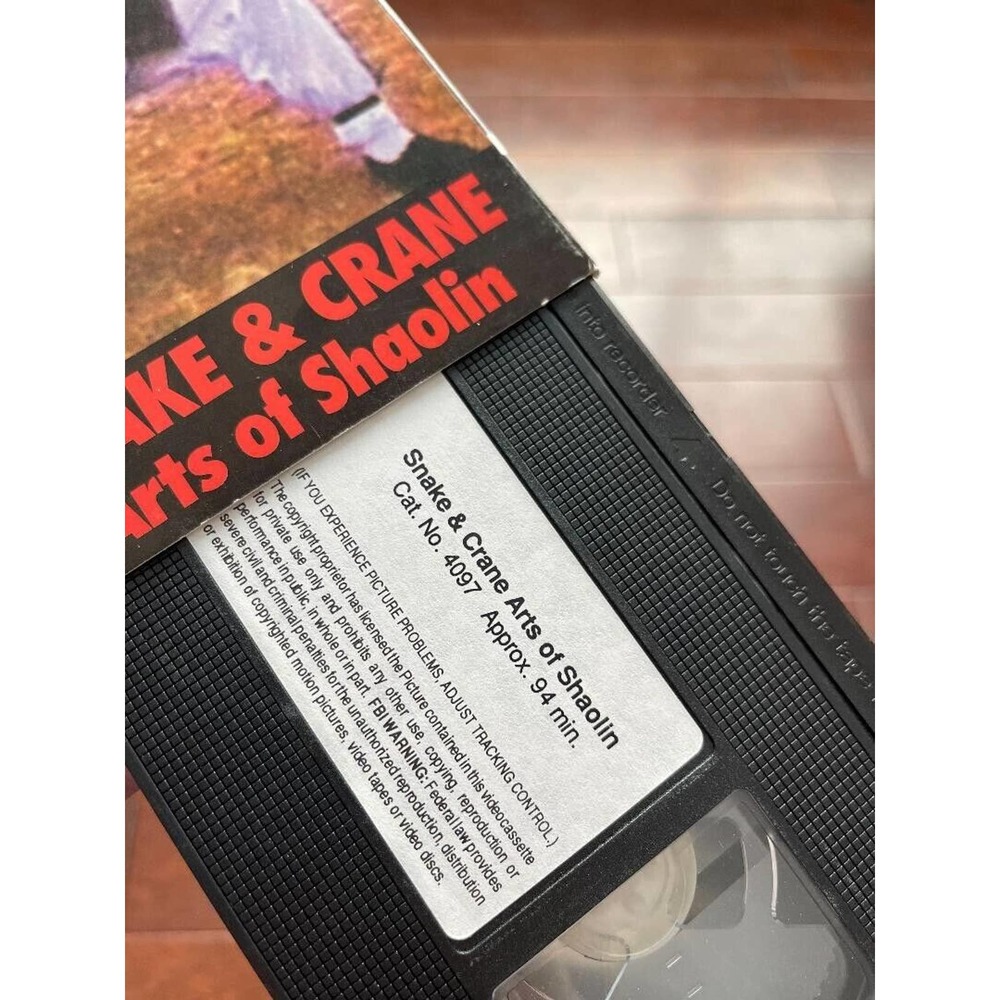 AKE & CRANE
Arts of Shaolin
Into recorder
Do not touch the tape
Snake & Crane Arts of Shaolin
Cat. No. 4097 Approx. 94 min.
(IF YOU EXPERIENCE PICTURE PROBLEMS, ADJUST TRACKING CONTROL.)
The copyright proprietor has licensed the Picture contained in this videocassette
for private use only and prohibits any other use, copying, reproduction or
performance in public, in whole or in part. FBI WARNING: Federal law provides
severe civil and criminal penalties for the unauthorized reproduction, distribution
or exhibition of copyrighted motion pictures, video tapes or video discs.